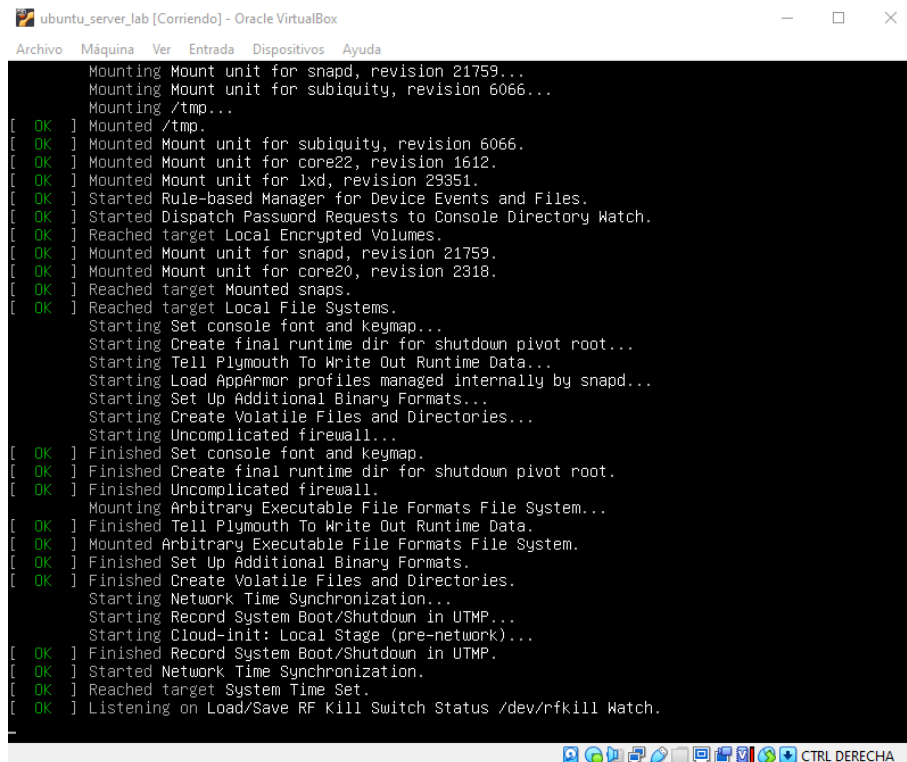 ubuntu_server_lab [Corriendo] - Oracle VirtualBox
Archivo Máquina Ver Entrada Dispositivos Ayuda
Mounting Mount unit for snapd, revision 21759...
Mounting Mount unit for subiquity, revision 6066...
Mounting /tmp...
[ OK ] Mounted /tmp.
[ OK ] Mounted Mount unit for subiquity, revision 6066.
[ OK ] Mounted Mount unit for core22, revision 1612.
[ OK ] Mounted Mount unit for lxd, revision 29351.
[ OK ] Started Rule-based Manager for Device Events and Files.
[ OK ] Started Dispatch Password Requests to Console Directory Watch.
[ OK ] Reached target Local Encrypted Volumes.
[ OK ] Mounted Mount unit for snapd, revision 21759.
[ OK ] Mounted Mount unit for core20, revision 2318.
[ OK ] Reached target Mounted snaps.
[ OK ] Reached target Local File Systems.
Starting Set console font and keymap...
Starting Create final runtime dir for shutdown pivot root...
Starting Tell Plymouth To Write Out Runtime Data...
Starting Load AppArmor profiles managed internally by snapd...
Starting Set Up Additional Binary Formats...
Starting Create Volatile Files and Directories...
Starting Uncomplicated firewall...
[ OK ] Finished Set console font and keymap.
[ OK ] Finished Create final runtime dir for shutdown pivot root.
[ OK ] Finished Uncomplicated firewall.
Mounting Arbitrary Executable File Formats File System...
[ OK ] Finished Tell Plymouth To Write Out Runtime Data.
[ OK ] Mounted Arbitrary Executable File Formats File System.
[ OK ] Finished Set Up Additional Binary Formats.
[ OK ] Finished Create Volatile Files and Directories.
Starting Network Time Synchronization...
Starting Record System Boot/Shutdown in UTMP...
Starting Cloud-init: Local Stage (pre-network)...
[ OK ] Finished Record System Boot/Shutdown in UTMP.
[ OK ] Started Network Time Synchronization.
[ OK ] Reached target System Time Set.
[ OK ] Listening on Load/Save RF Kill Switch Status /dev/rfkill Watch.
CTRL DERECHA